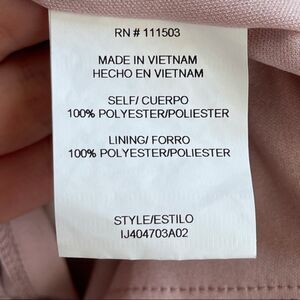 RN # 111503
MADE IN VIETNAM
HECHO EN VIETNAM
SELF/ CUERPO
100% POLYESTER/POLIESTER
LINING/ FORRO
100% POLYESTER/POLIESTER
STYLE/ESTILO
IJ404703A02